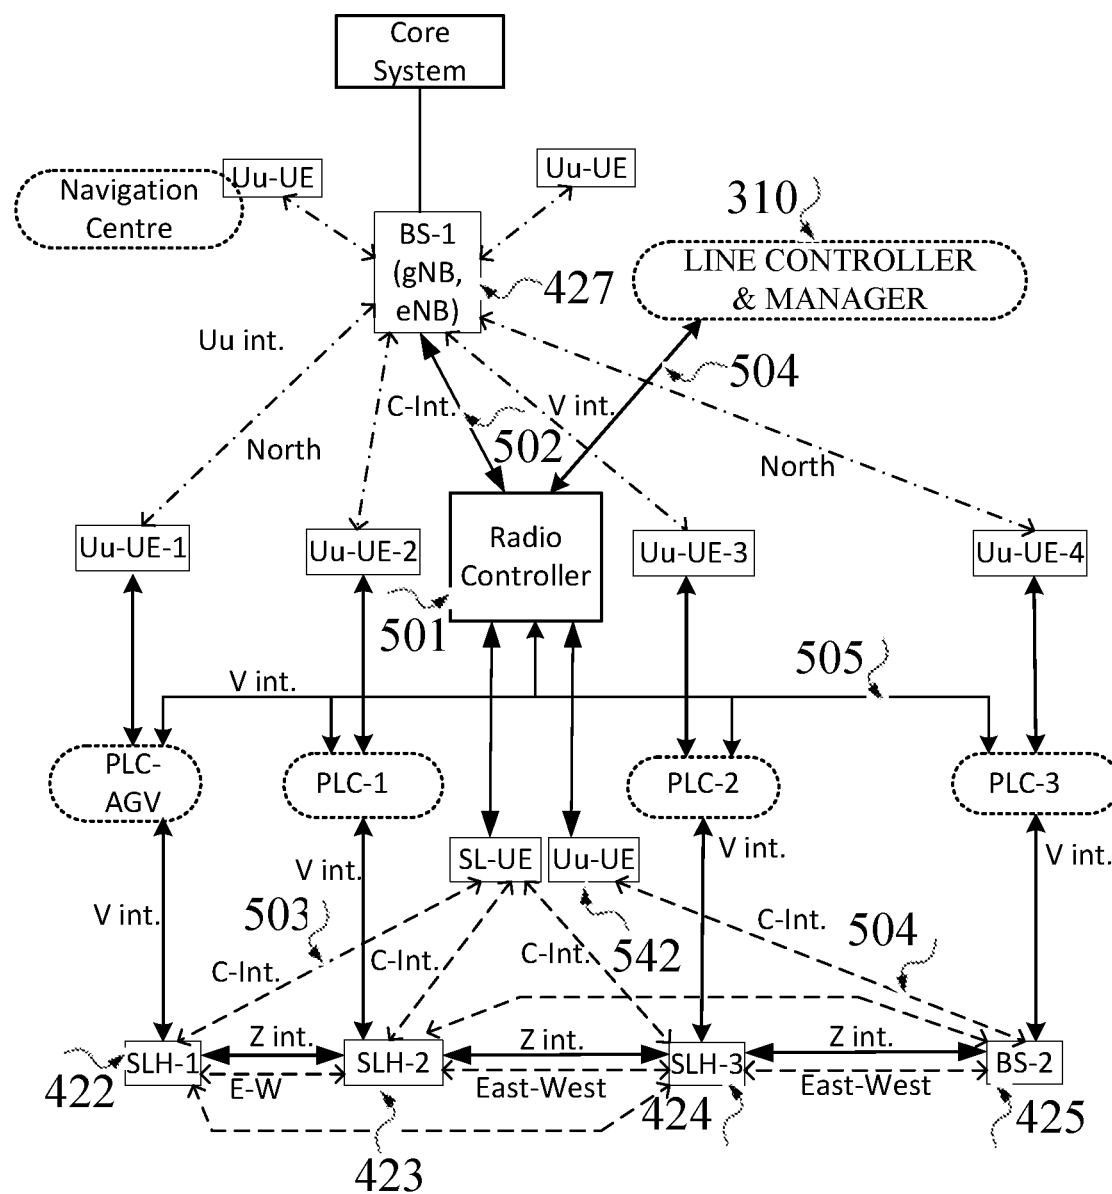 Core
System
Uu-UE
Uu-UE
Navigation
Centre
310
BS-1
(gNB,
eNB)
LINE CONTROLLER
& MANAGER
427
Uu int.
504
C-Int.
V int.
502
North
North
Uu-UE-1
Uu-UE-2
Radio
Controller
Uu-UE-3
Uu-UE-4
501
505
V int.
PLC-
AGV
PLC-1
PLC-2
PLC-3
SL-UE
Uu-UE
V int.
V int.
V int.
V int.
503
C-Int.
504
C-Int.
C-Int.
C-Int.
542
Z int.
Z int.
Z int.
SLH-1
SLH-2
SLH-3
BS-2
E-W
East-West
East-West
422
423
424
425